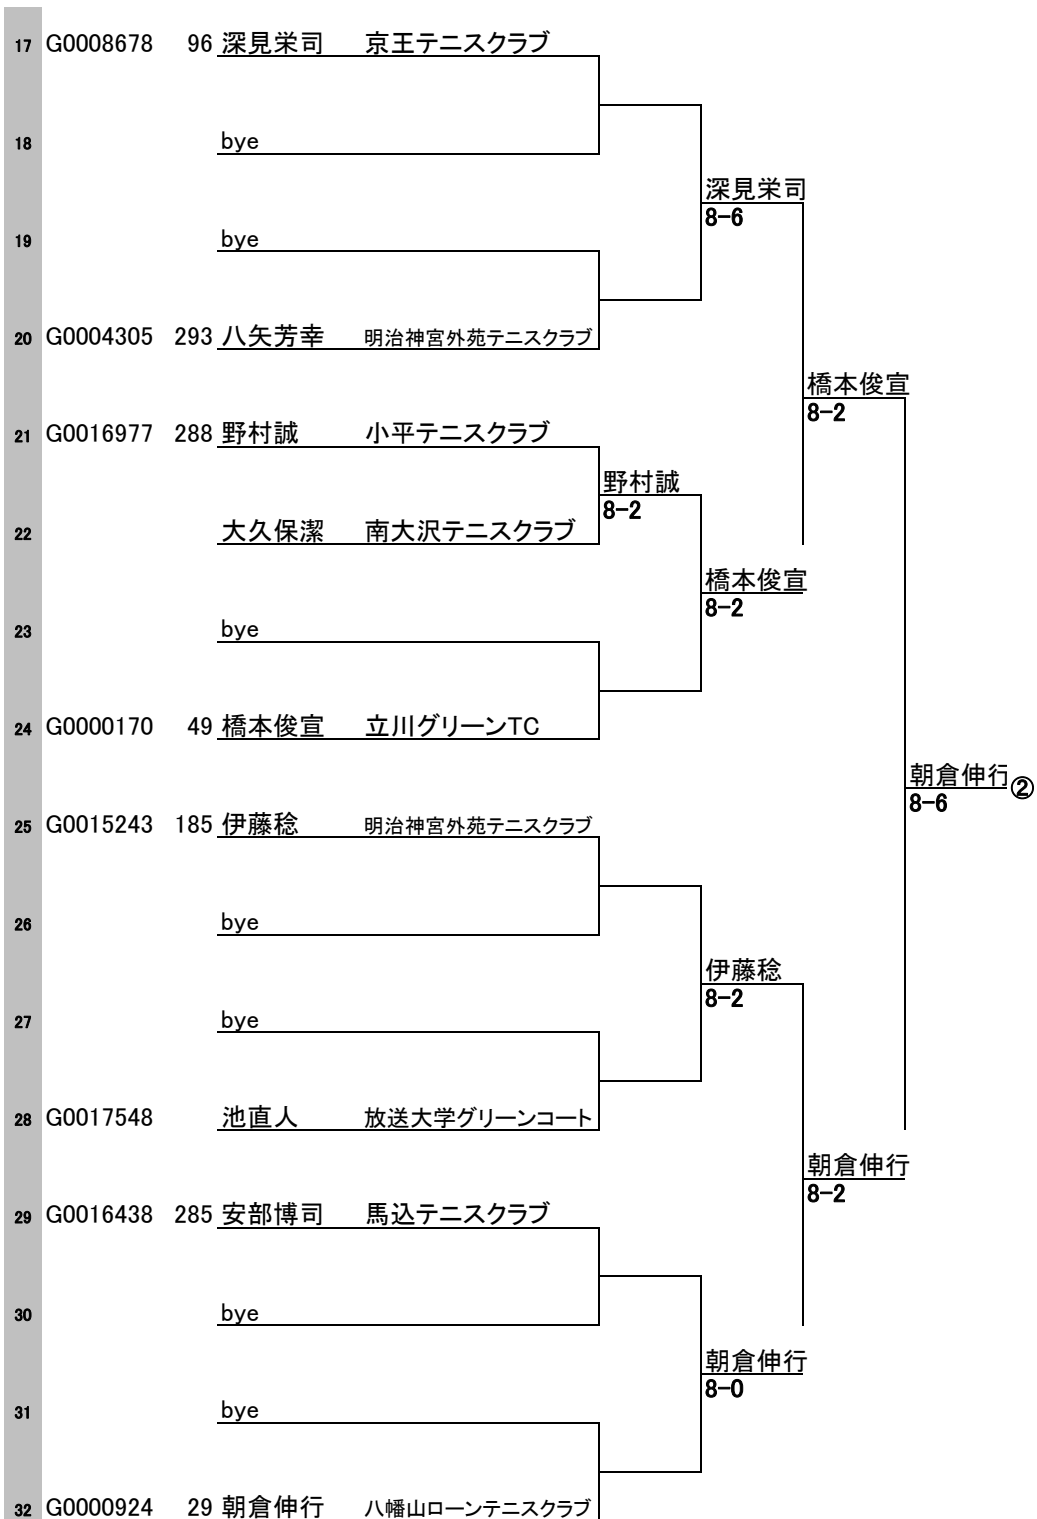 17 G0008678 96 深見栄司 京王テニスクラブ
18 bye
深見栄司
8-6
19 bye
20 G0004305 293 八矢芳幸 明治神宮外苑テニスクラブ
橋本俊宣
8-2
21 G0016977 288 野村誠 小平テニスクラブ
野村誠
8-2
22 大久保潔 南大沢テニスクラブ
橋本俊宣
8-2
23 bye
24 G0000170 49 橋本俊宣 立川グリーンTC
朝倉伸行②
8-6
25 G0015243 185 伊藤稔 明治神宮外苑テニスクラブ
26 bye
伊藤稔
8-2
27 bye
28 G0017548 池直人 放送大学グリーンコート
朝倉伸行
8-2
29 G0016438 285 安部博司 馬込テニスクラブ
30 bye
朝倉伸行
8-0
31 bye
32 G0000924 29 朝倉伸行 八幡山ローンテニスクラブ